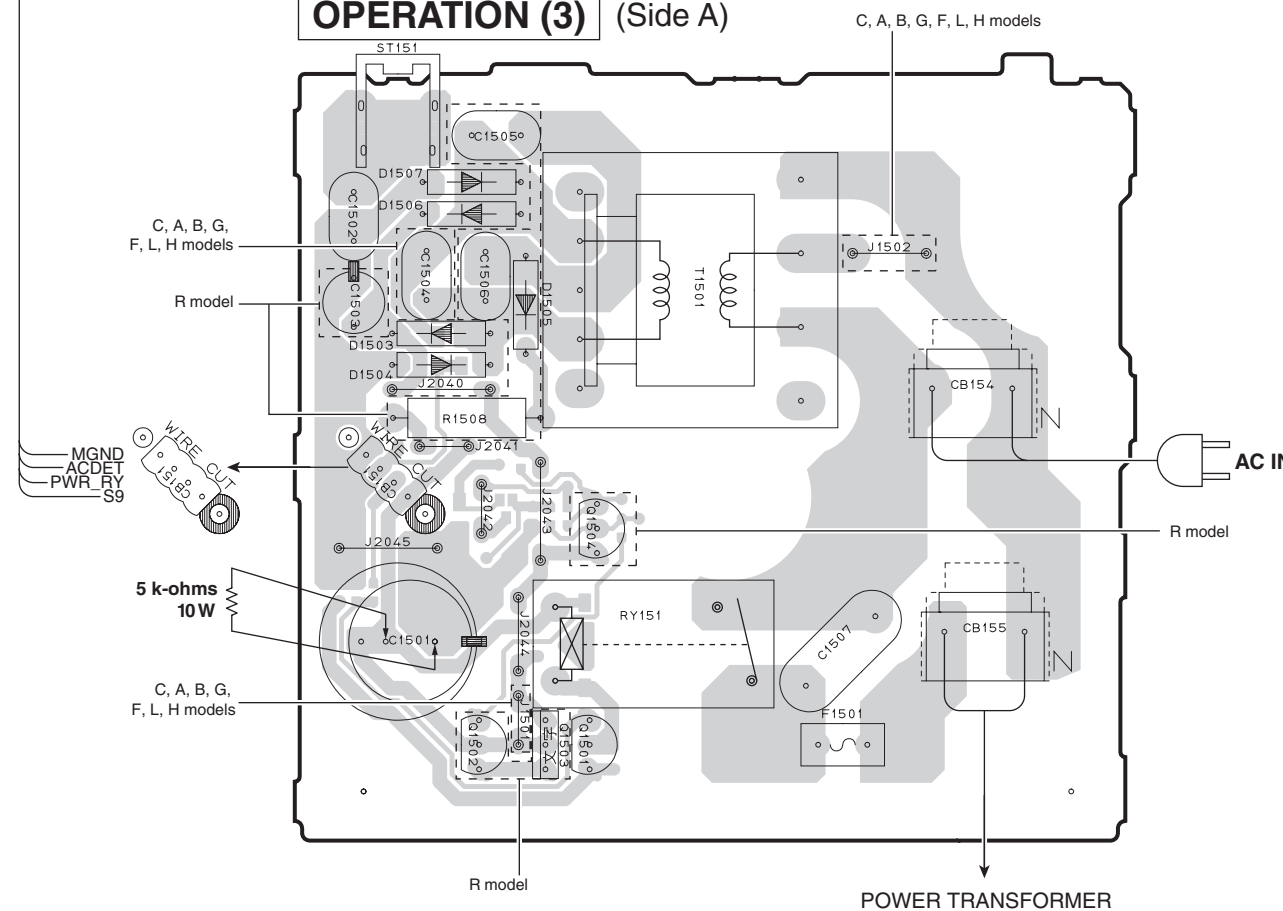 OPERATION (3) (Side A)
C, A, B, G, F, L, H models
ST151
C1505
D1507
D1506
C1502
C, A, B, G,
F, L, H models
C1504
C1506
D1505
T1501
J1502
R model
C1503
D1503
D1504
J2040
CB154
N
R1508
WIRE CUT
CB151
WIRE CUT
CB151
J2041
MGND
ACDET
PWR_RY
S9
AC IN
J2042
J2043
Q1504
R model
J2045
5 k-ohms
10 W
C1501
J2044
RY151
C1507
CB155
N
C, A, B, G,
F, L, H models
J1501
F1501
Q1502
Q1503
Q1501
R model
POWER TRANSFORMER